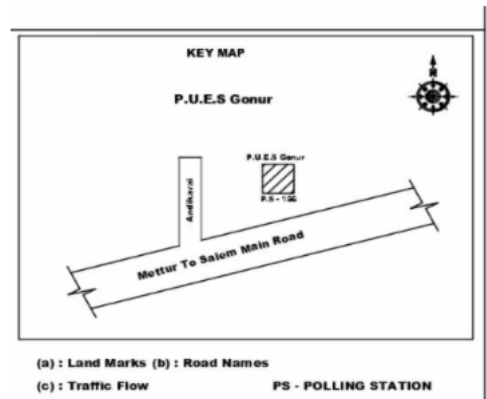 KEY MAP
P.U.E.S Gonur
N
P.U.E.S Gonur
Andikarai
Mettur To Salem Main Road
(a) : Land Marks (b) : Road Names
(c) : Traffic Flow PS - POLLING STATION